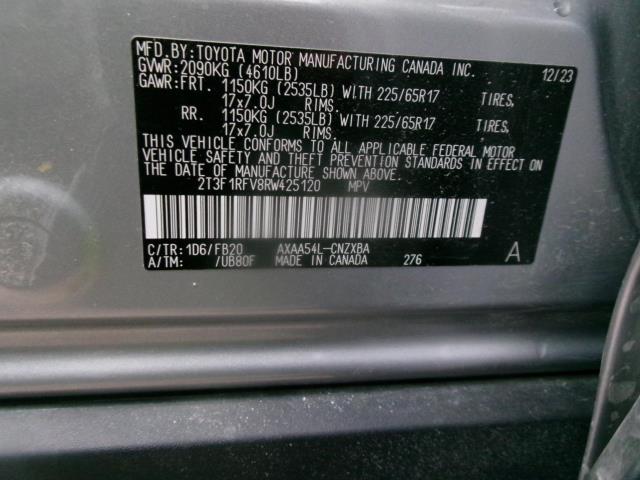 MFD.BY:TOYOTA MOTOR MANUFACTURING CANADA INC.
GVWR:2090KG (4610LB) 12/23
GAWR:FRT. 1150KG (2535LB) WITH 225/65R17 TIRES,
17x7.0J RIMS.
RR. 1150KG (2535LB) WITH 225/65R17 TIRES,
17x7.0J RIMS.
THIS VEHICLE CONFORMS TO ALL APPLICABLE FEDERAL MOTOR
VEHICLE SAFETY AND THEFT PREVENTION STANDARDS IN EFFECT ON
THE DATE OF MANUFACTURE SHOWN ABOVE.
2T3F1RFV8RW425120 MPV
C/TR:1D6/FB20 AXAA54L-CNZXBA A
A/TM: /UB80F MADE IN CANADA 276